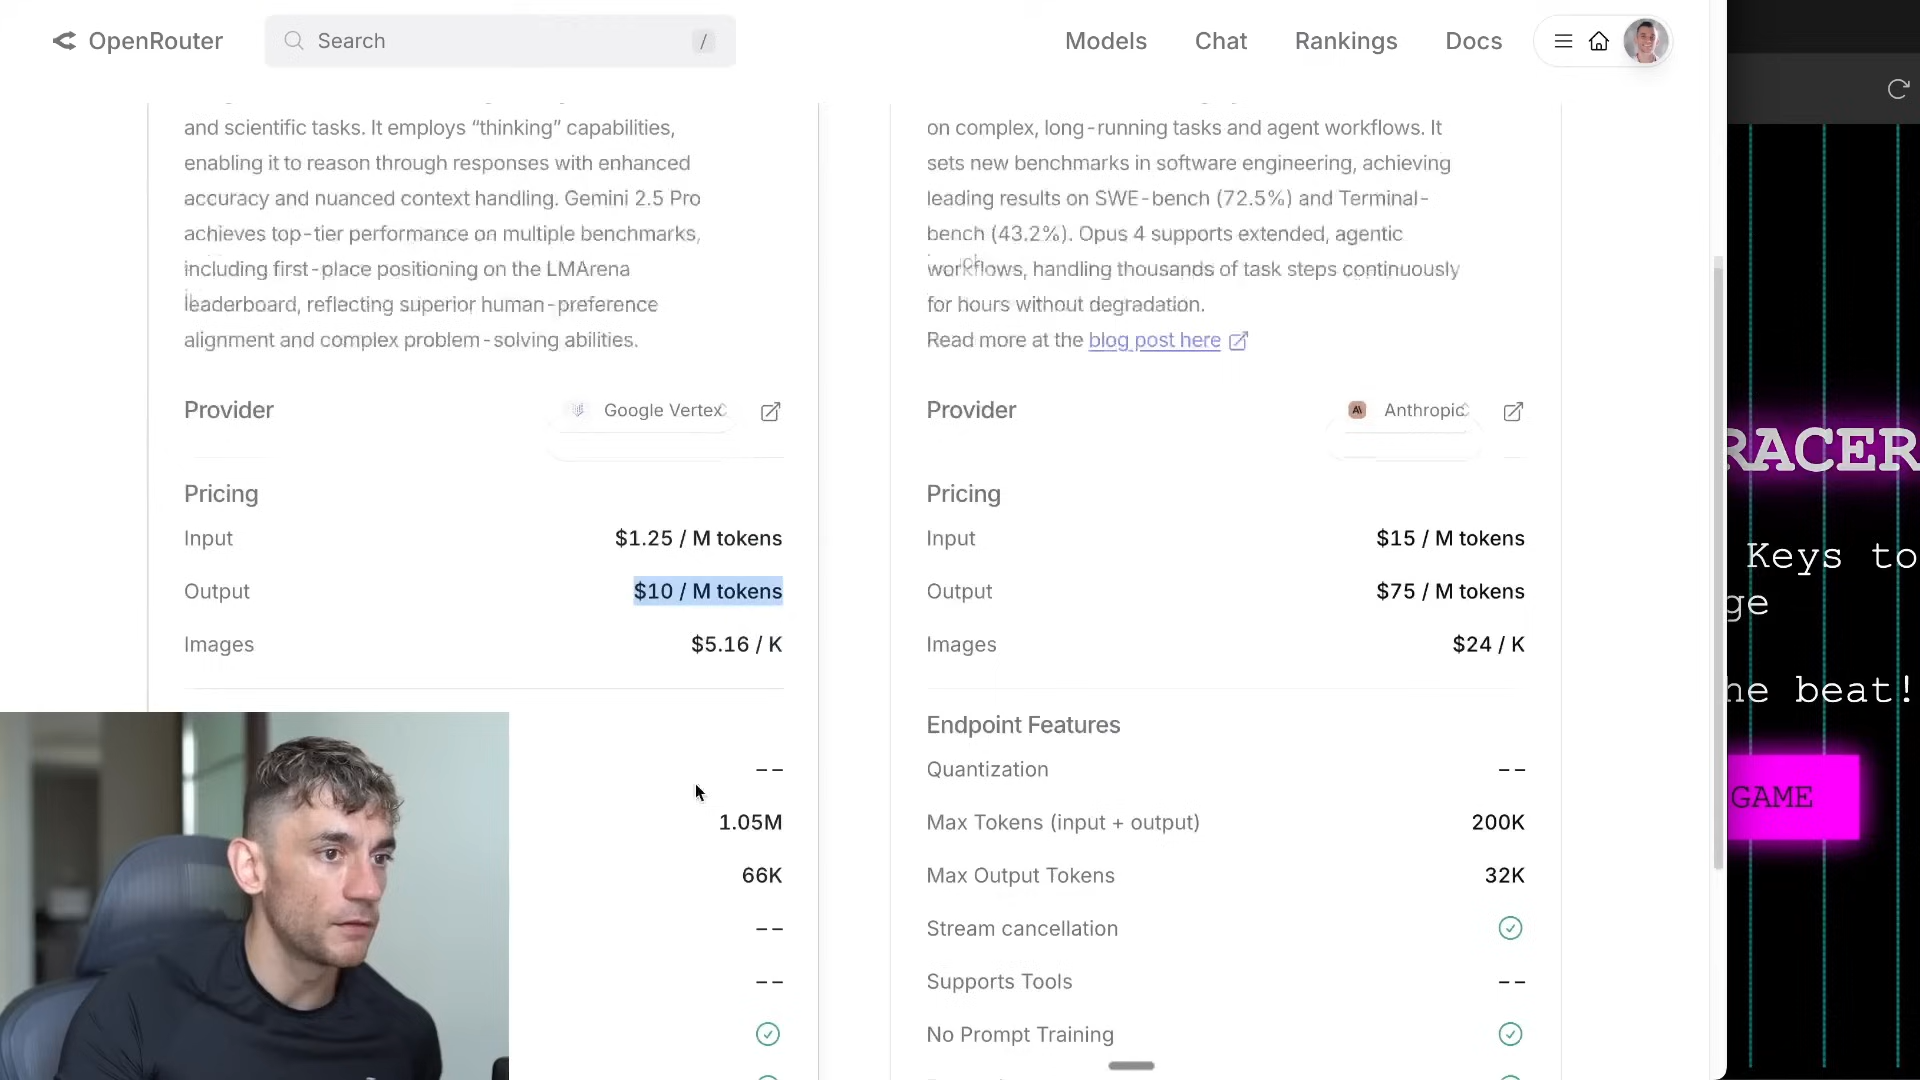 OpenRouter
Search
/
Models
Chat
Rankings
Docs
and scientific tasks. It employs “thinking” capabilities,
enabling it to reason through responses with enhanced
accuracy and nuanced context handling. Gemini 2.5 Pro
achieves top-tier performance on multiple benchmarks,
including first-place positioning on the LMArena
leaderboard, reflecting superior human-preference
alignment and complex problem-solving abilities.
Provider
Google Vertex
Pricing
Input
$1.25 / M tokens
Output
$10 / M tokens
Images
$5.16 / K
--
1.05M
66K
--
--
on complex, long-running tasks and agent workflows. It
sets new benchmarks in software engineering, achieving
leading results on SWE-bench (72.5%) and Terminal-
bench (43.2%). Opus 4 supports extended, agentic
workflows, handling thousands of task steps continuously
for hours without degradation.
Read more at the blog post here
Provider
Anthropic
Pricing
Input
$15 / M tokens
Output
$75 / M tokens
Images
$24 / K
Endpoint Features
Quantization
--
Max Tokens (input + output)
200K
Max Output Tokens
32K
Stream cancellation
Supports Tools
--
No Prompt Training
RACER
Keys to
ge
he beat!
GAME